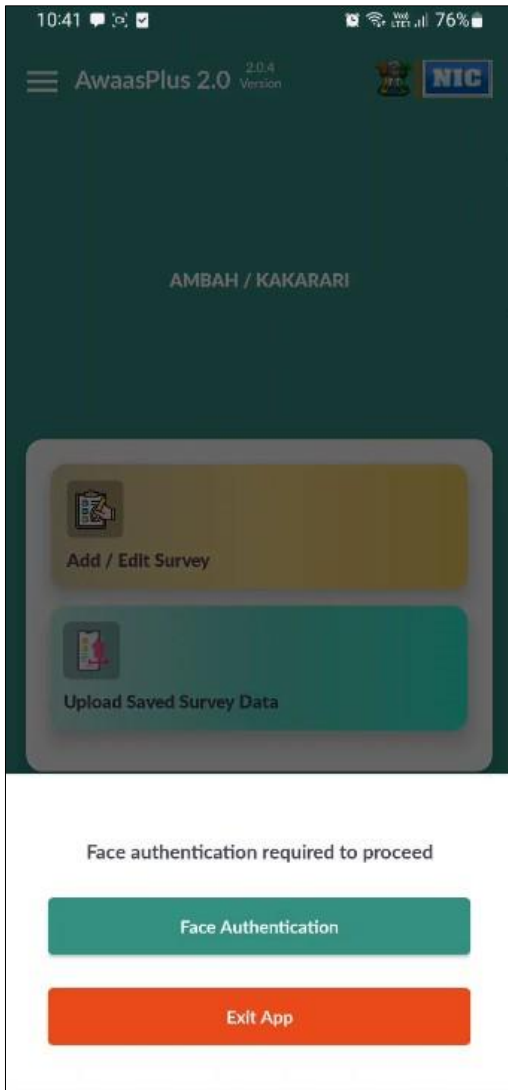 10:41
76%
AwaasPlus 2.0
2.0.4
Version
NIC
AMBAH / KAKARARI
Add / Edit Survey
Upload Saved Survey Data
Face authentication required to proceed
Face Authentication
Exit App